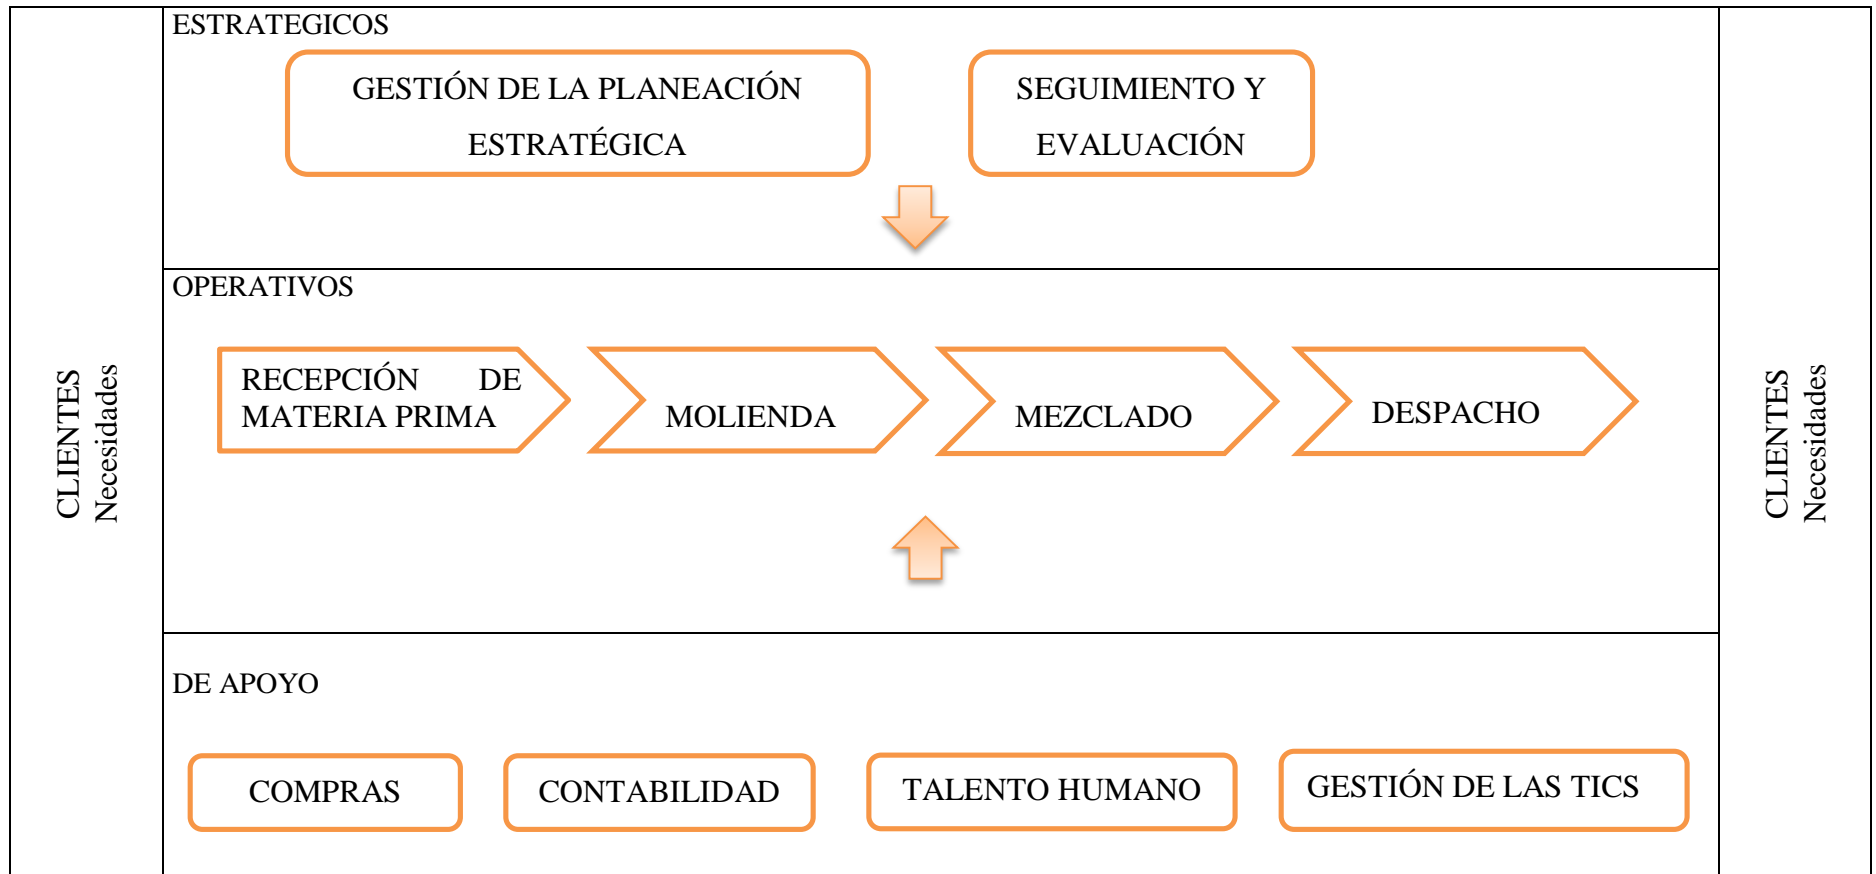 CLIENTES
Necesidades
ESTRATEGICOS
GESTIÓN DE LA PLANEACIÓN
ESTRATÉGICA
SEGUIMIENTO Y
EVALUACIÓN
OPERATIVOS
RECEPCIÓN DE
MATERIA PRIMA
MOLIENDA
MEZCLADO
DESPACHO
DE APOYO
COMPRAS
CONTABILIDAD
TALENTO HUMANO
GESTIÓN DE LAS TICS
CLIENTES
Necesidades